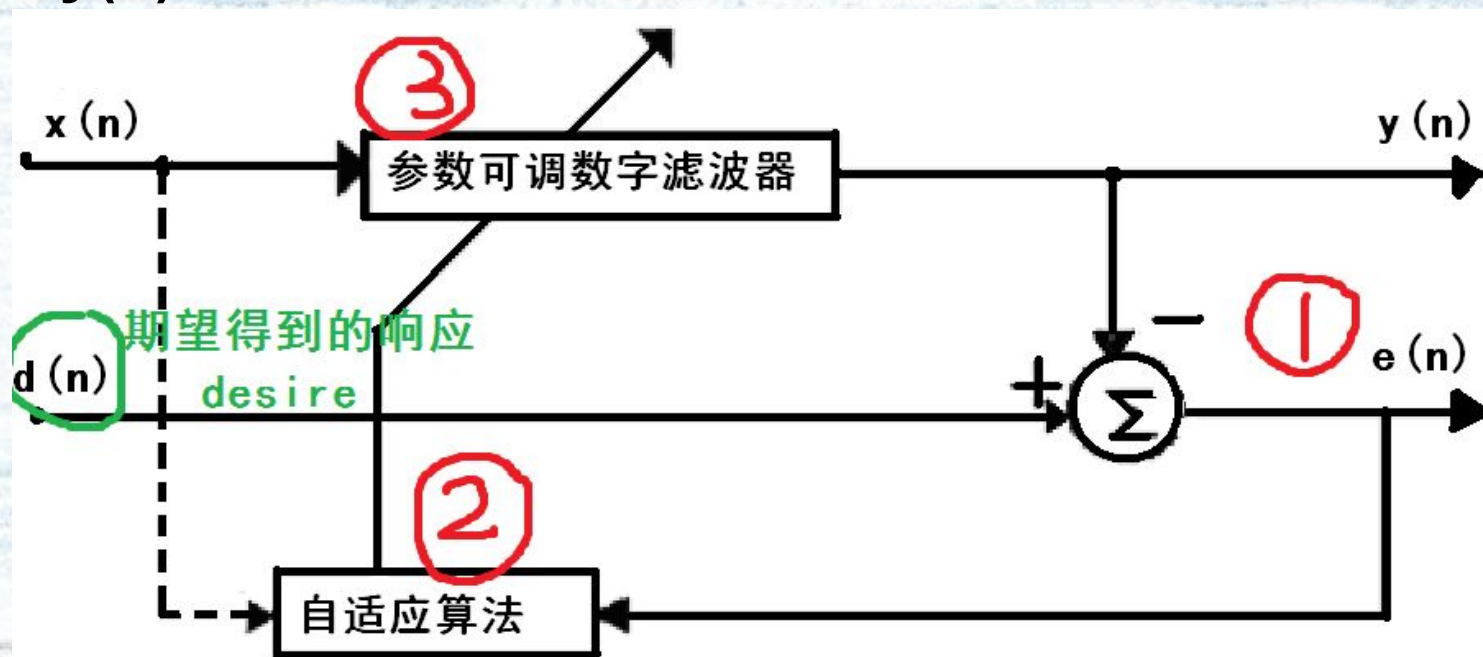 ③
x(n)
y(n)
参数可调数字滤波器
期望得到的响应
d(n)
desire
+
−
Σ
①
e(n)
②
自适应算法